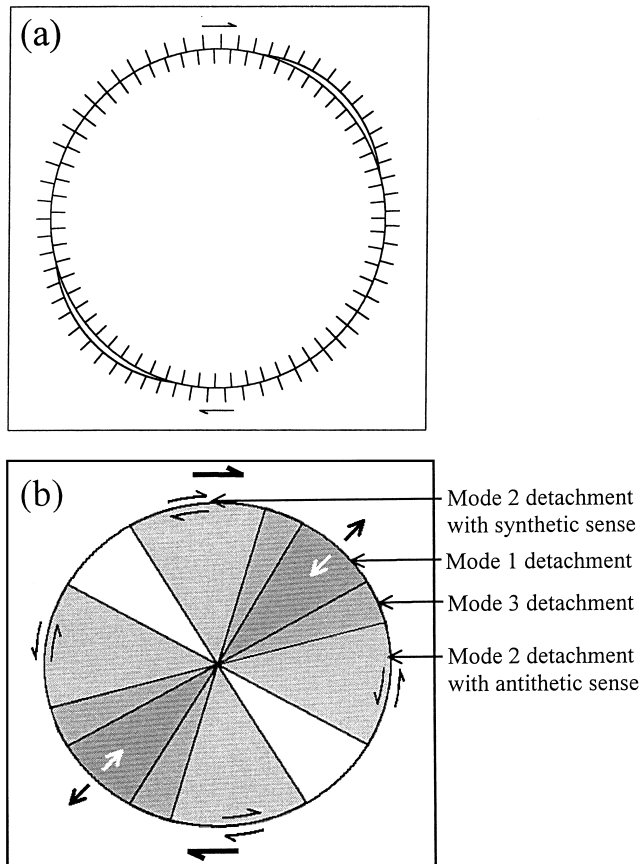 (a)
(b)
Mode 2 detachment
with synthetic sense
Mode 1 detachment
Mode 3 detachment
Mode 2 detachment
with antithetic sense